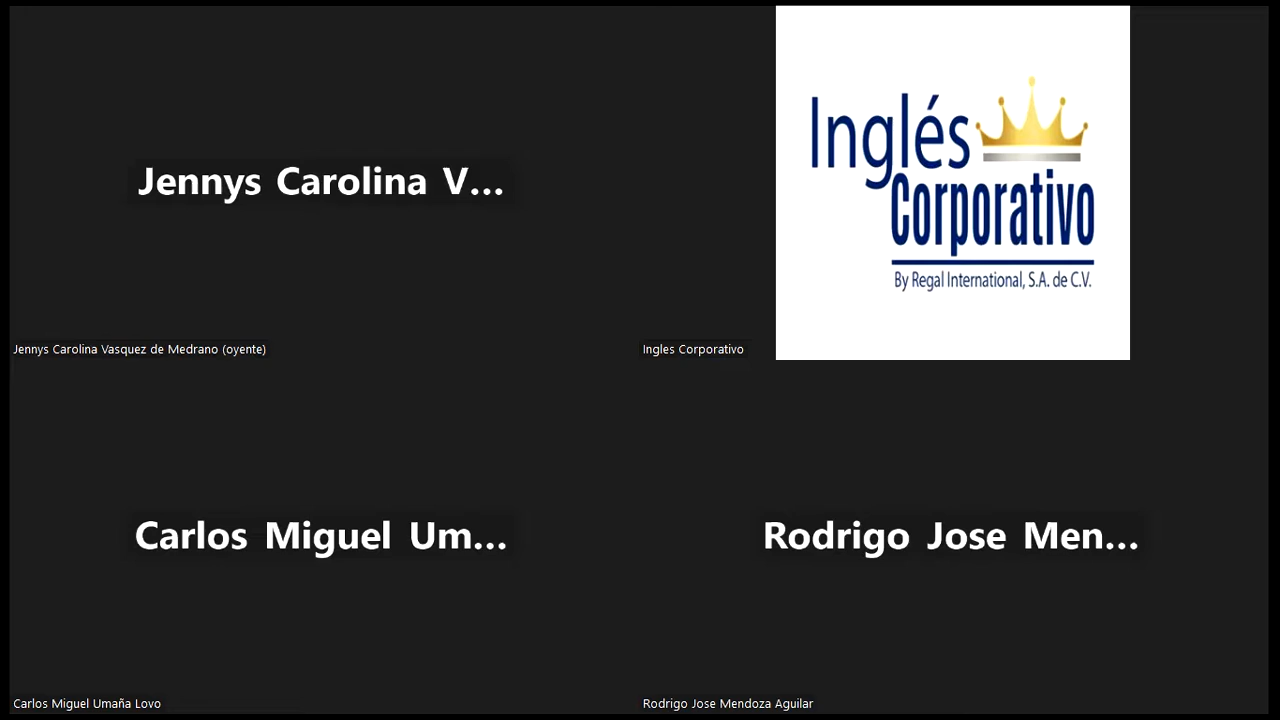 Jennys Carolina V...
Jennys Carolina Vasquez de Medrano (oyente)
Inglés
Corporativo
By Regal International, S.A. de C.V.
Ingles Corporativo
Carlos Miguel Um...
Carlos Miguel Umaña Lovo
Rodrigo Jose Men...
Rodrigo Jose Mendoza Aguilar